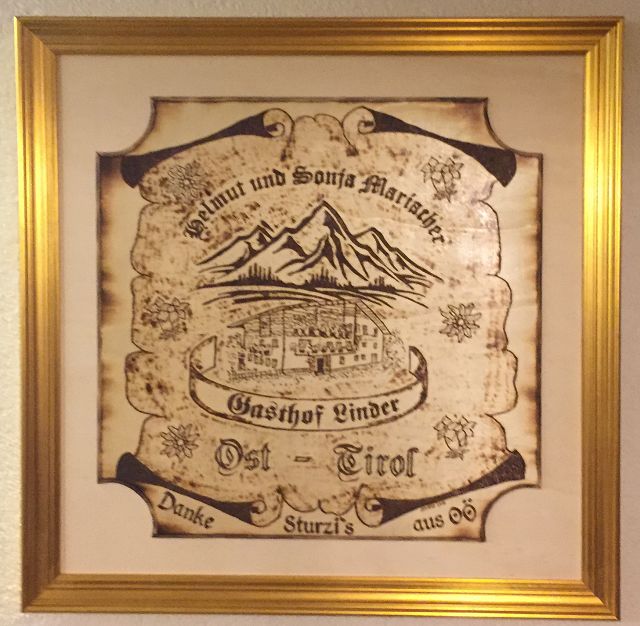 Helmut und Sonja Mariacher
Gasthof Linder
Ost - Tirol
Danke Sturzi`s aus OÖ